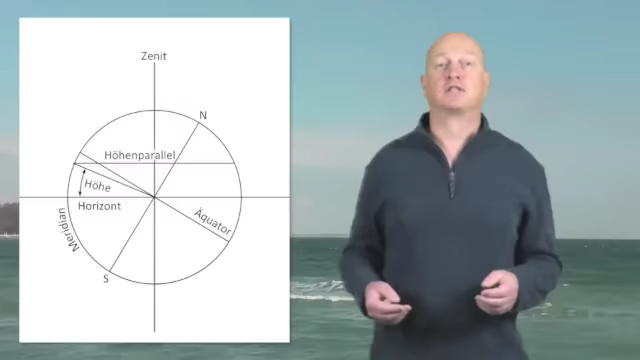 Zenit
N
Höhenparallel
Höhe
Horizont
Äquator
Meridian
S